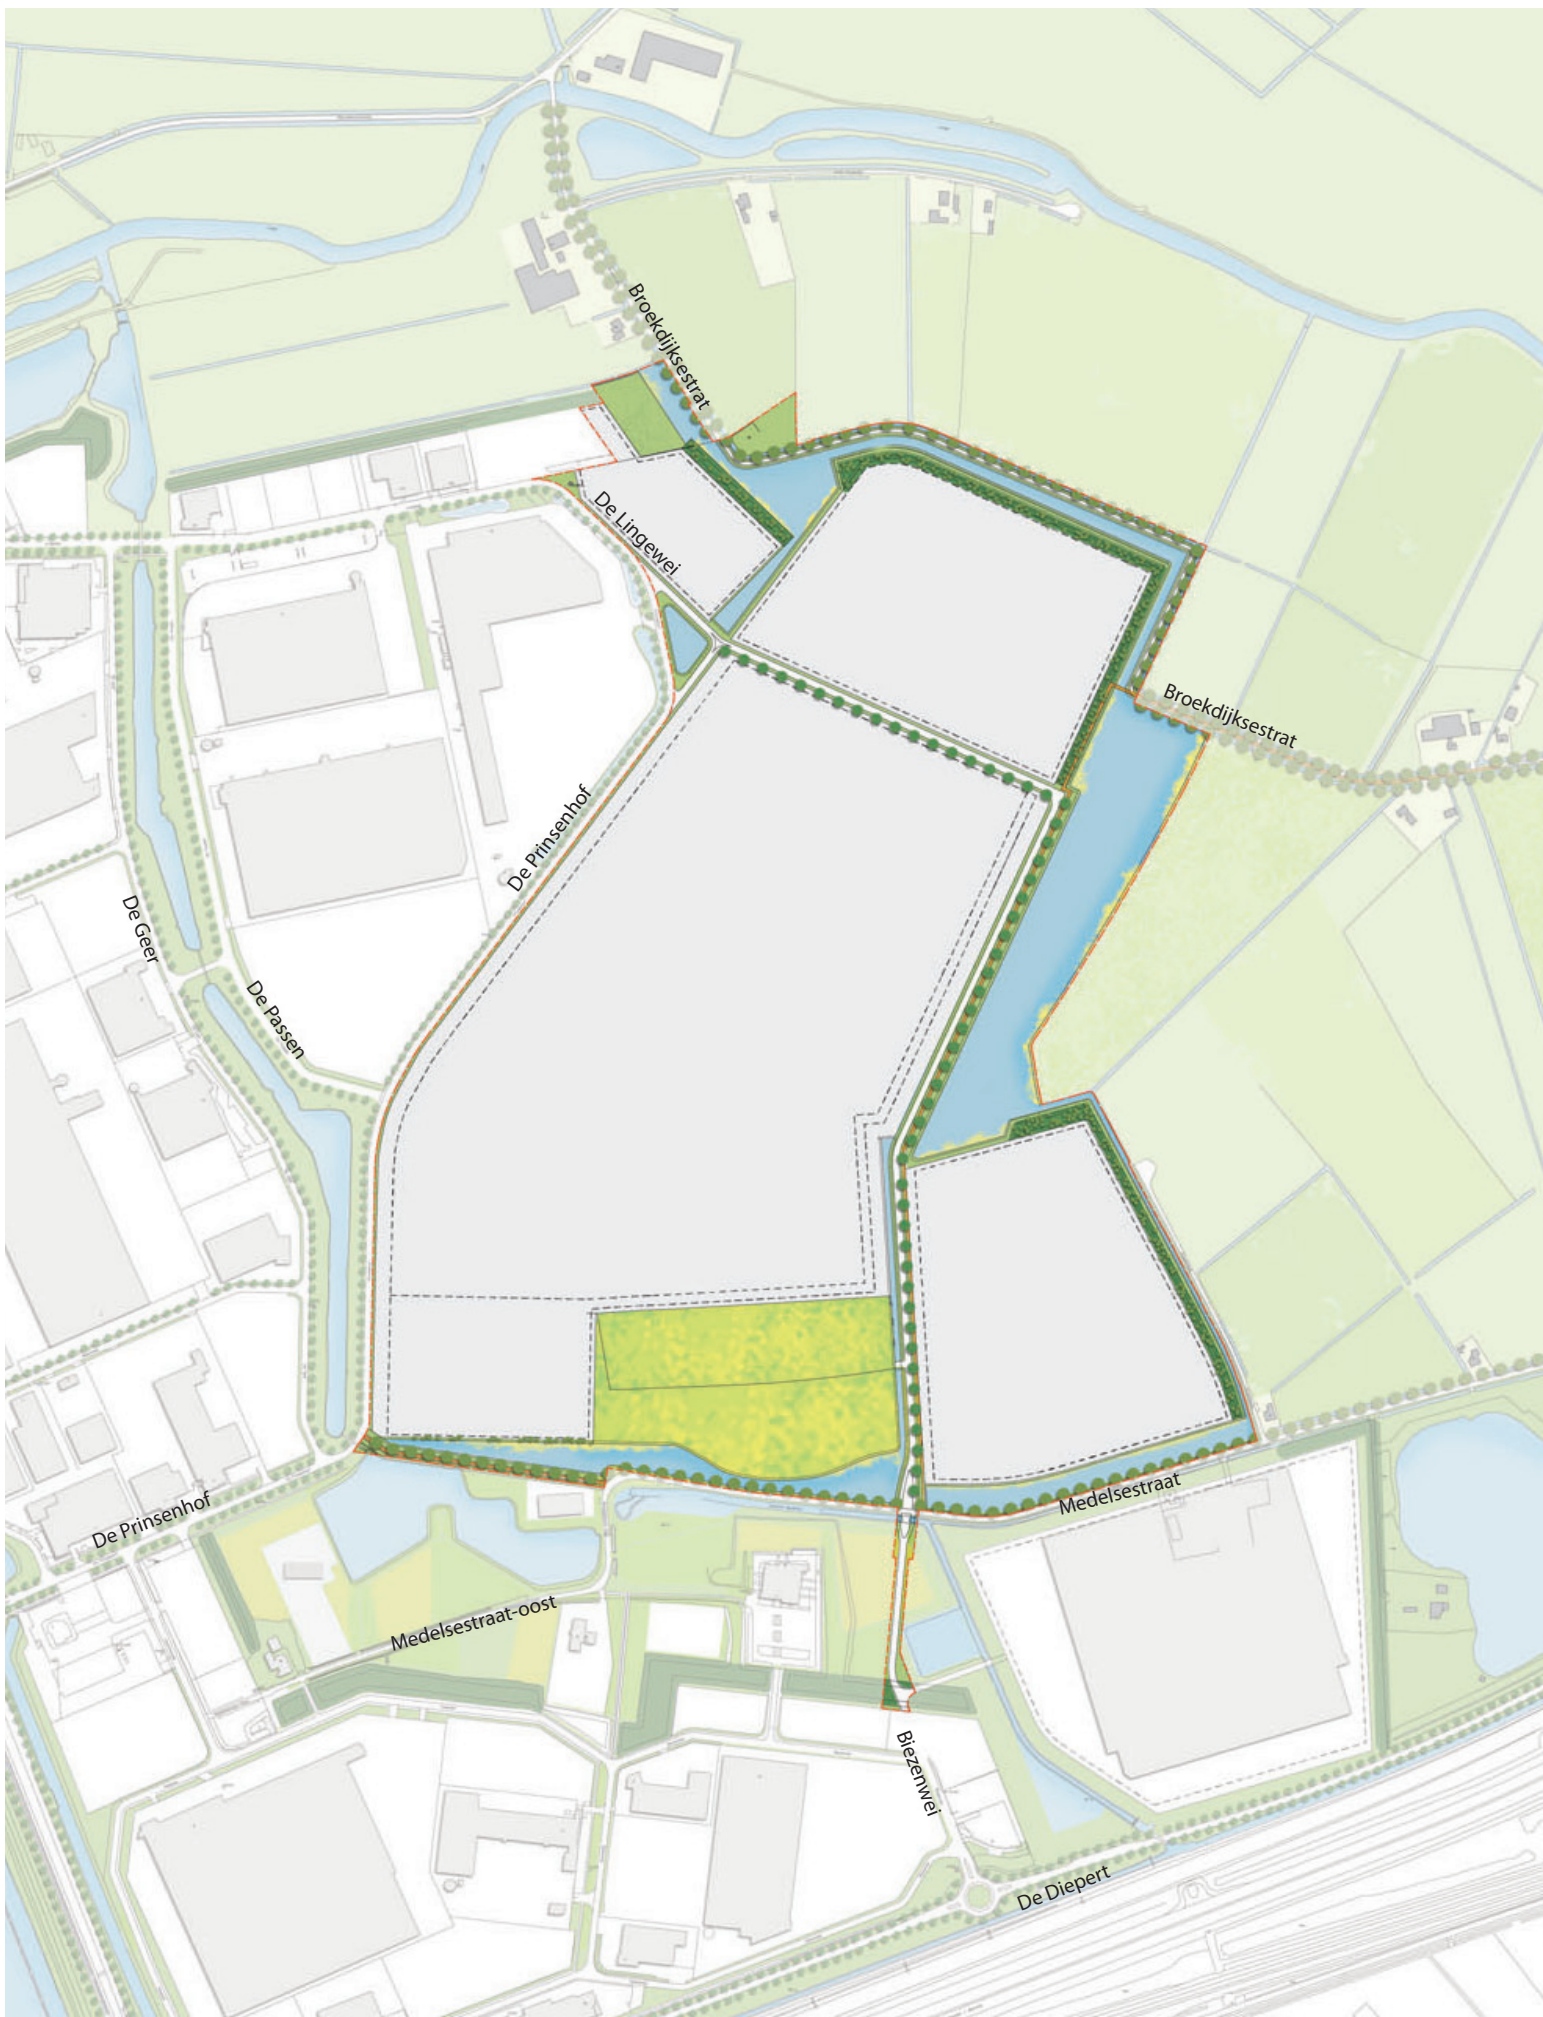 Broekdijksestrat
De Lingewei
Broekdijksestrat
De Prinsenhof
De Geer
De Passen
De Prinsenhof
Medelsestraat
Medelsestraat-oost
Biezenwei
De Diepert